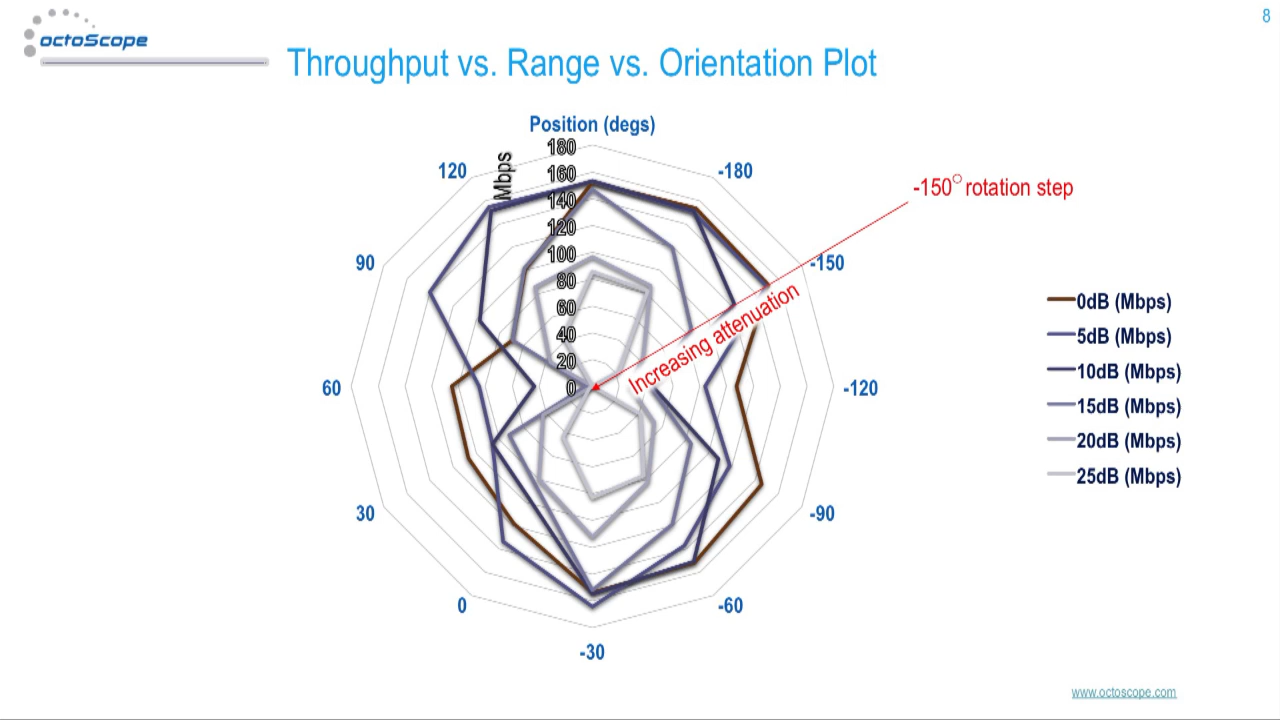 8
octoScope
Throughput vs. Range vs. Orientation Plot
Position (degs)
Mbps
180
160
140
120
100
80
60
40
20
0
-180
-150
-120
-90
-60
-30
0
30
60
90
120
-150° rotation step
Increasing attenuation
0dB (Mbps)
5dB (Mbps)
10dB (Mbps)
15dB (Mbps)
20dB (Mbps)
25dB (Mbps)
www.octoscope.com